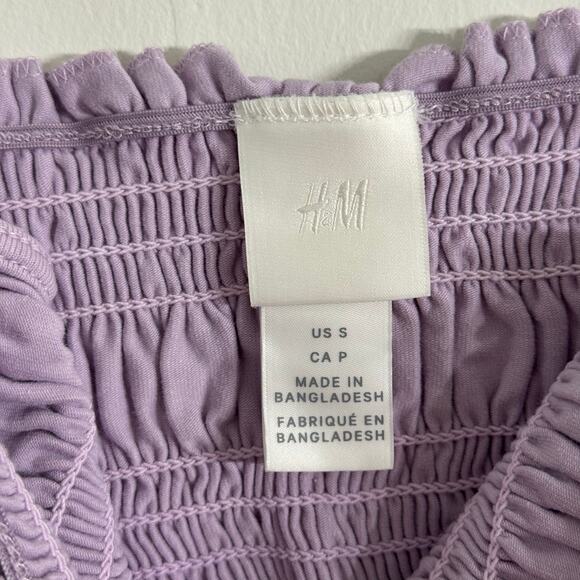 H&M
US S
CA P
MADE IN
BANGLADESH
FABRIQUÉ EN
BANGLADESH